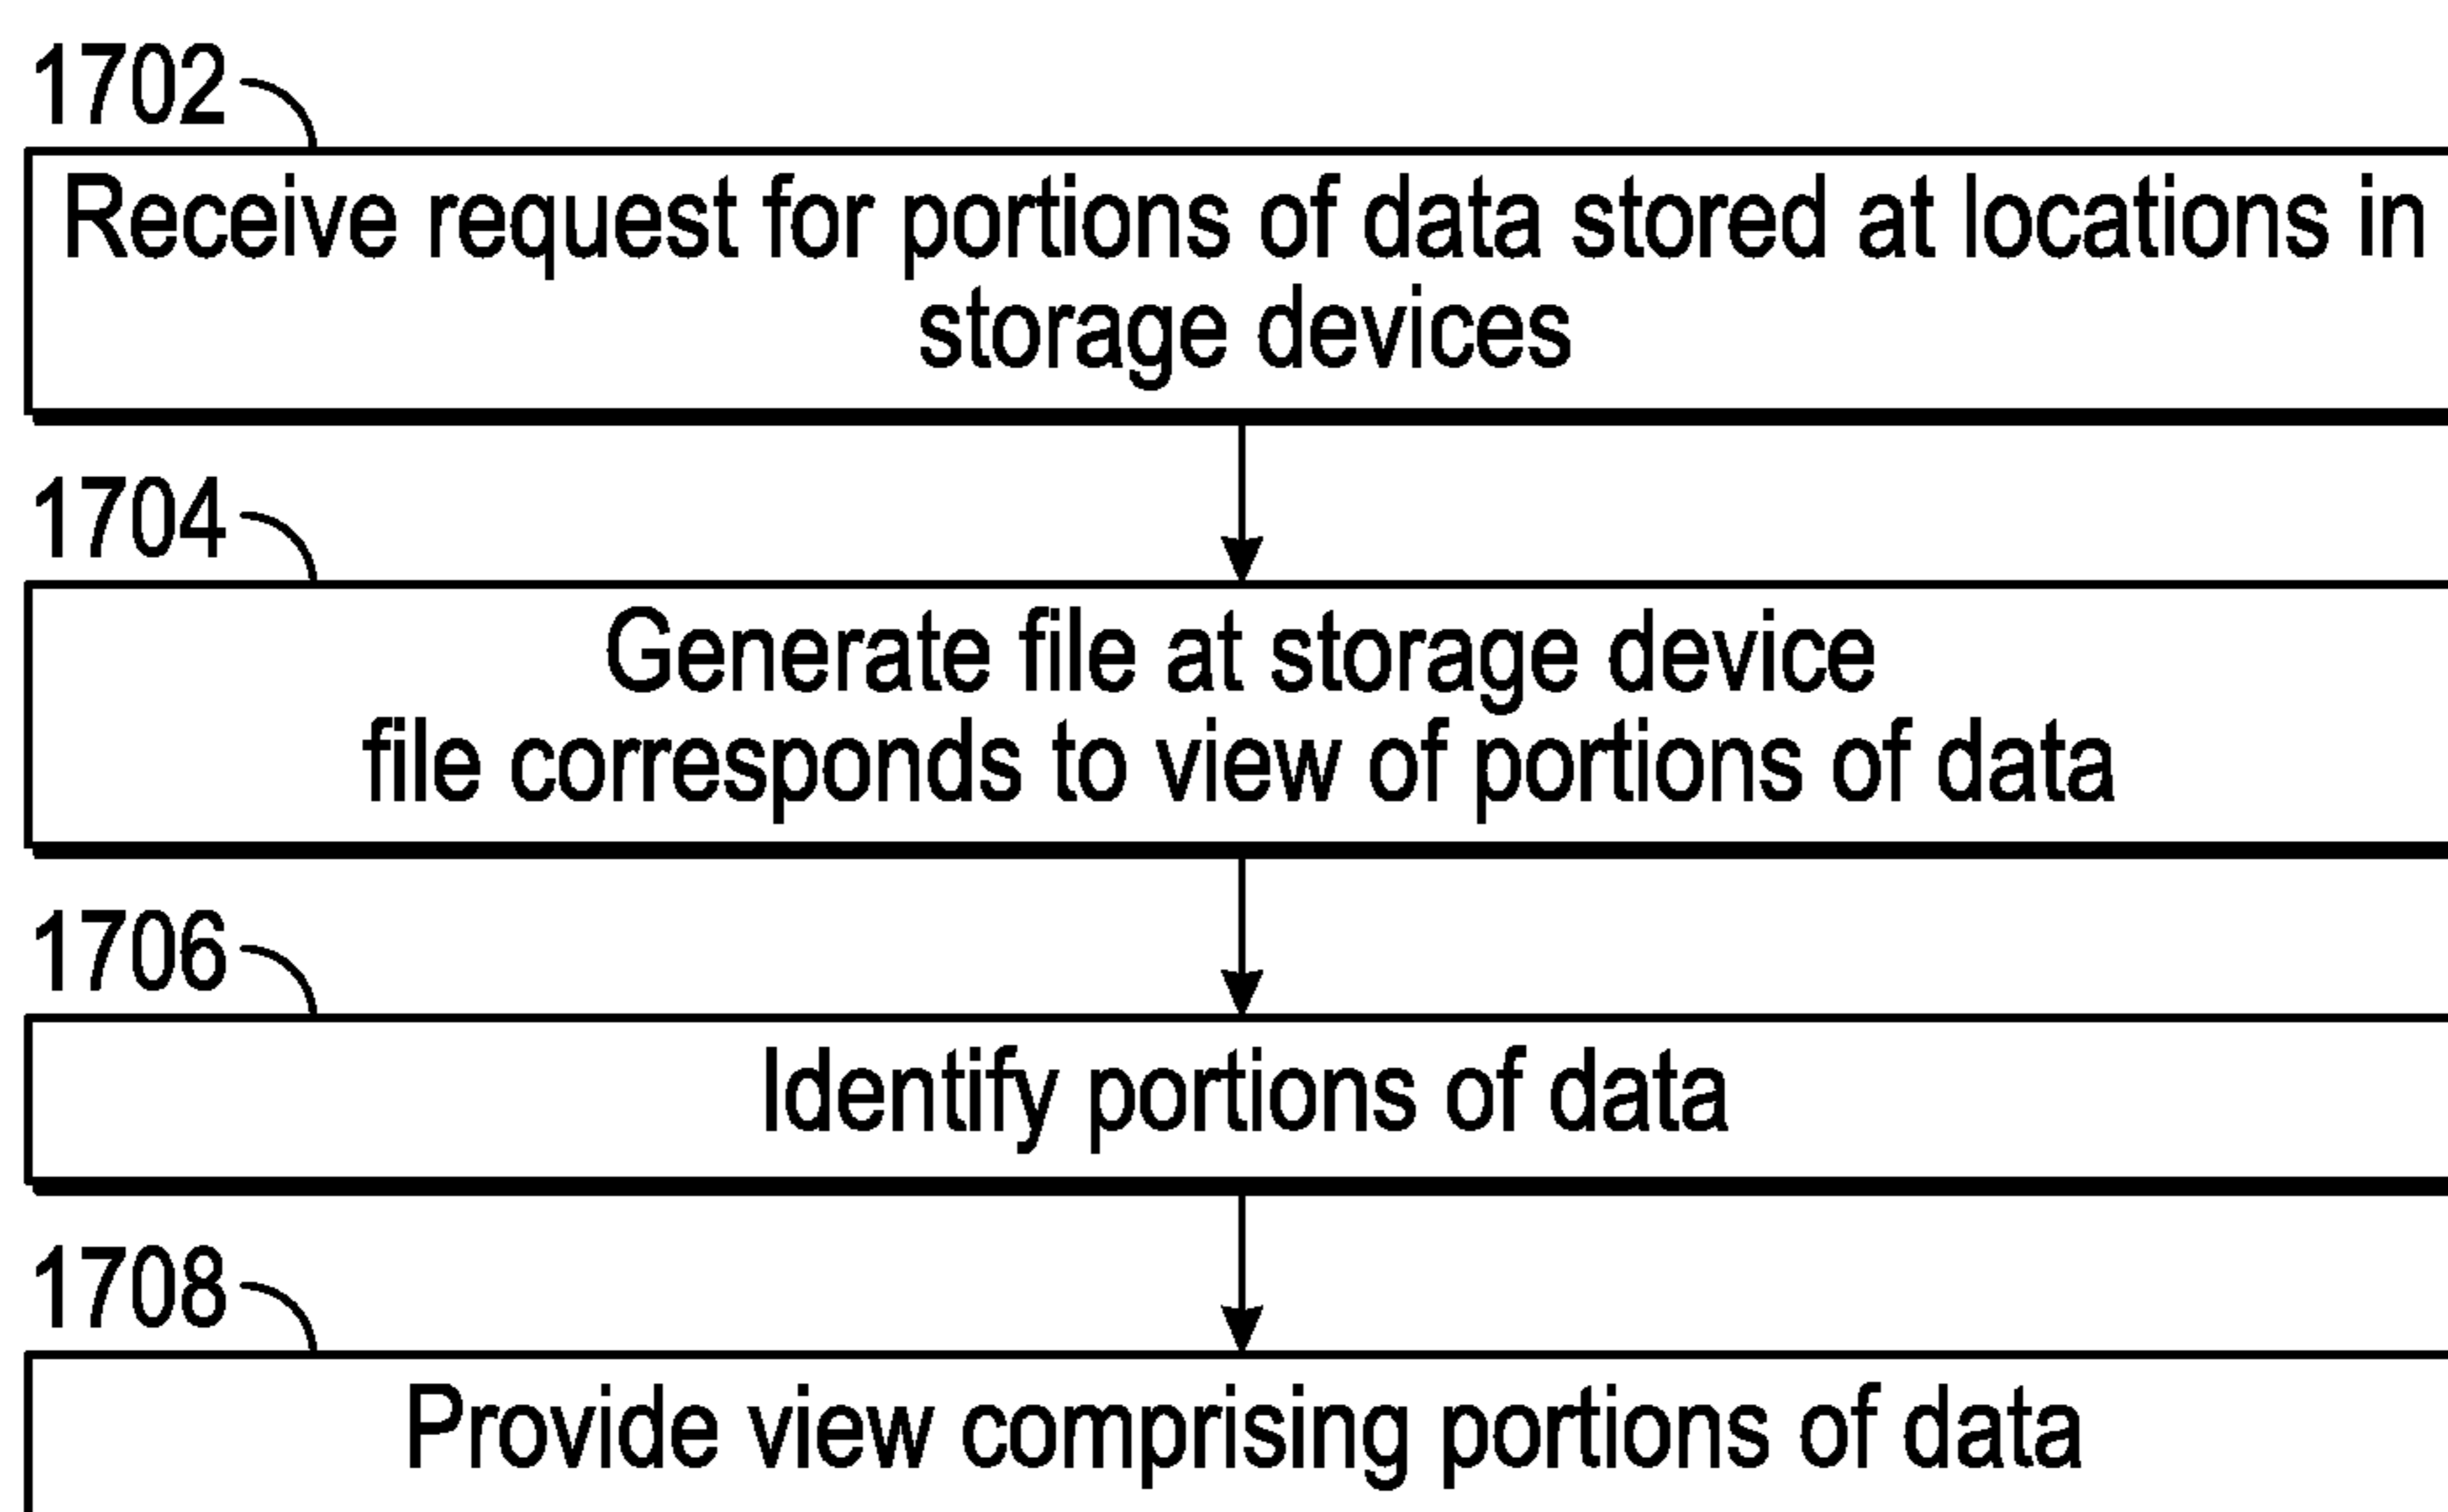 1702
Receive request for portions of data stored at locations in
storage devices
1704
Generate file at storage device
file corresponds to view of portions of data
1706
Identify portions of data
1708
Provide view comprising portions of data